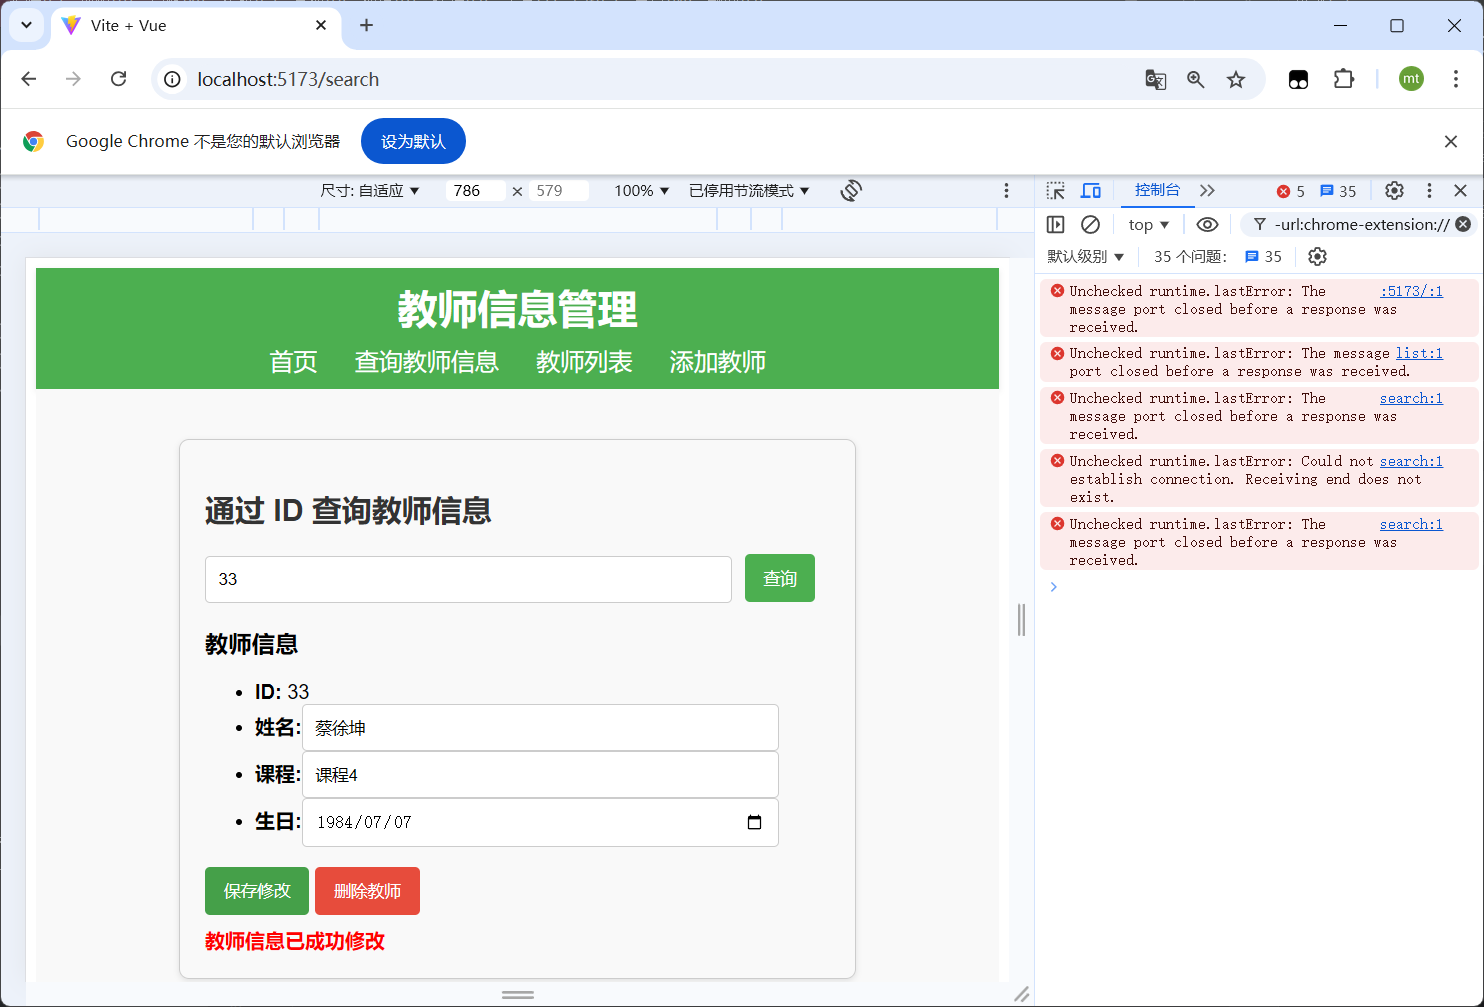 Vite + Vue
localhost:5173/search
mt
Google Chrome 不是您的默认浏览器
设为默认
尺寸: 自适应 ▼ 786 × 579 100% ▼ 已停用节流模式 ▼
控制台 5 35
top ▼ -url:chrome-extension://
默认级别 ▼ 35 个问题: 35
教师信息管理
首页 查询教师信息 教师列表 添加教师
通过 ID 查询教师信息
33
查询
教师信息
• ID: 33
• 姓名: 蔡徐坤
• 课程: 课程4
• 生日: 1984/07/07
保存修改 删除教师
教师信息已成功修改
Unchecked runtime.lastError: The :5173/:1
message port closed before a response was
received.
Unchecked runtime.lastError: The message list:1
port closed before a response was received.
Unchecked runtime.lastError: The search:1
message port closed before a response was
received.
Unchecked runtime.lastError: Could not search:1
establish connection. Receiving end does not
exist.
Unchecked runtime.lastError: The search:1
message port closed before a response was
received.